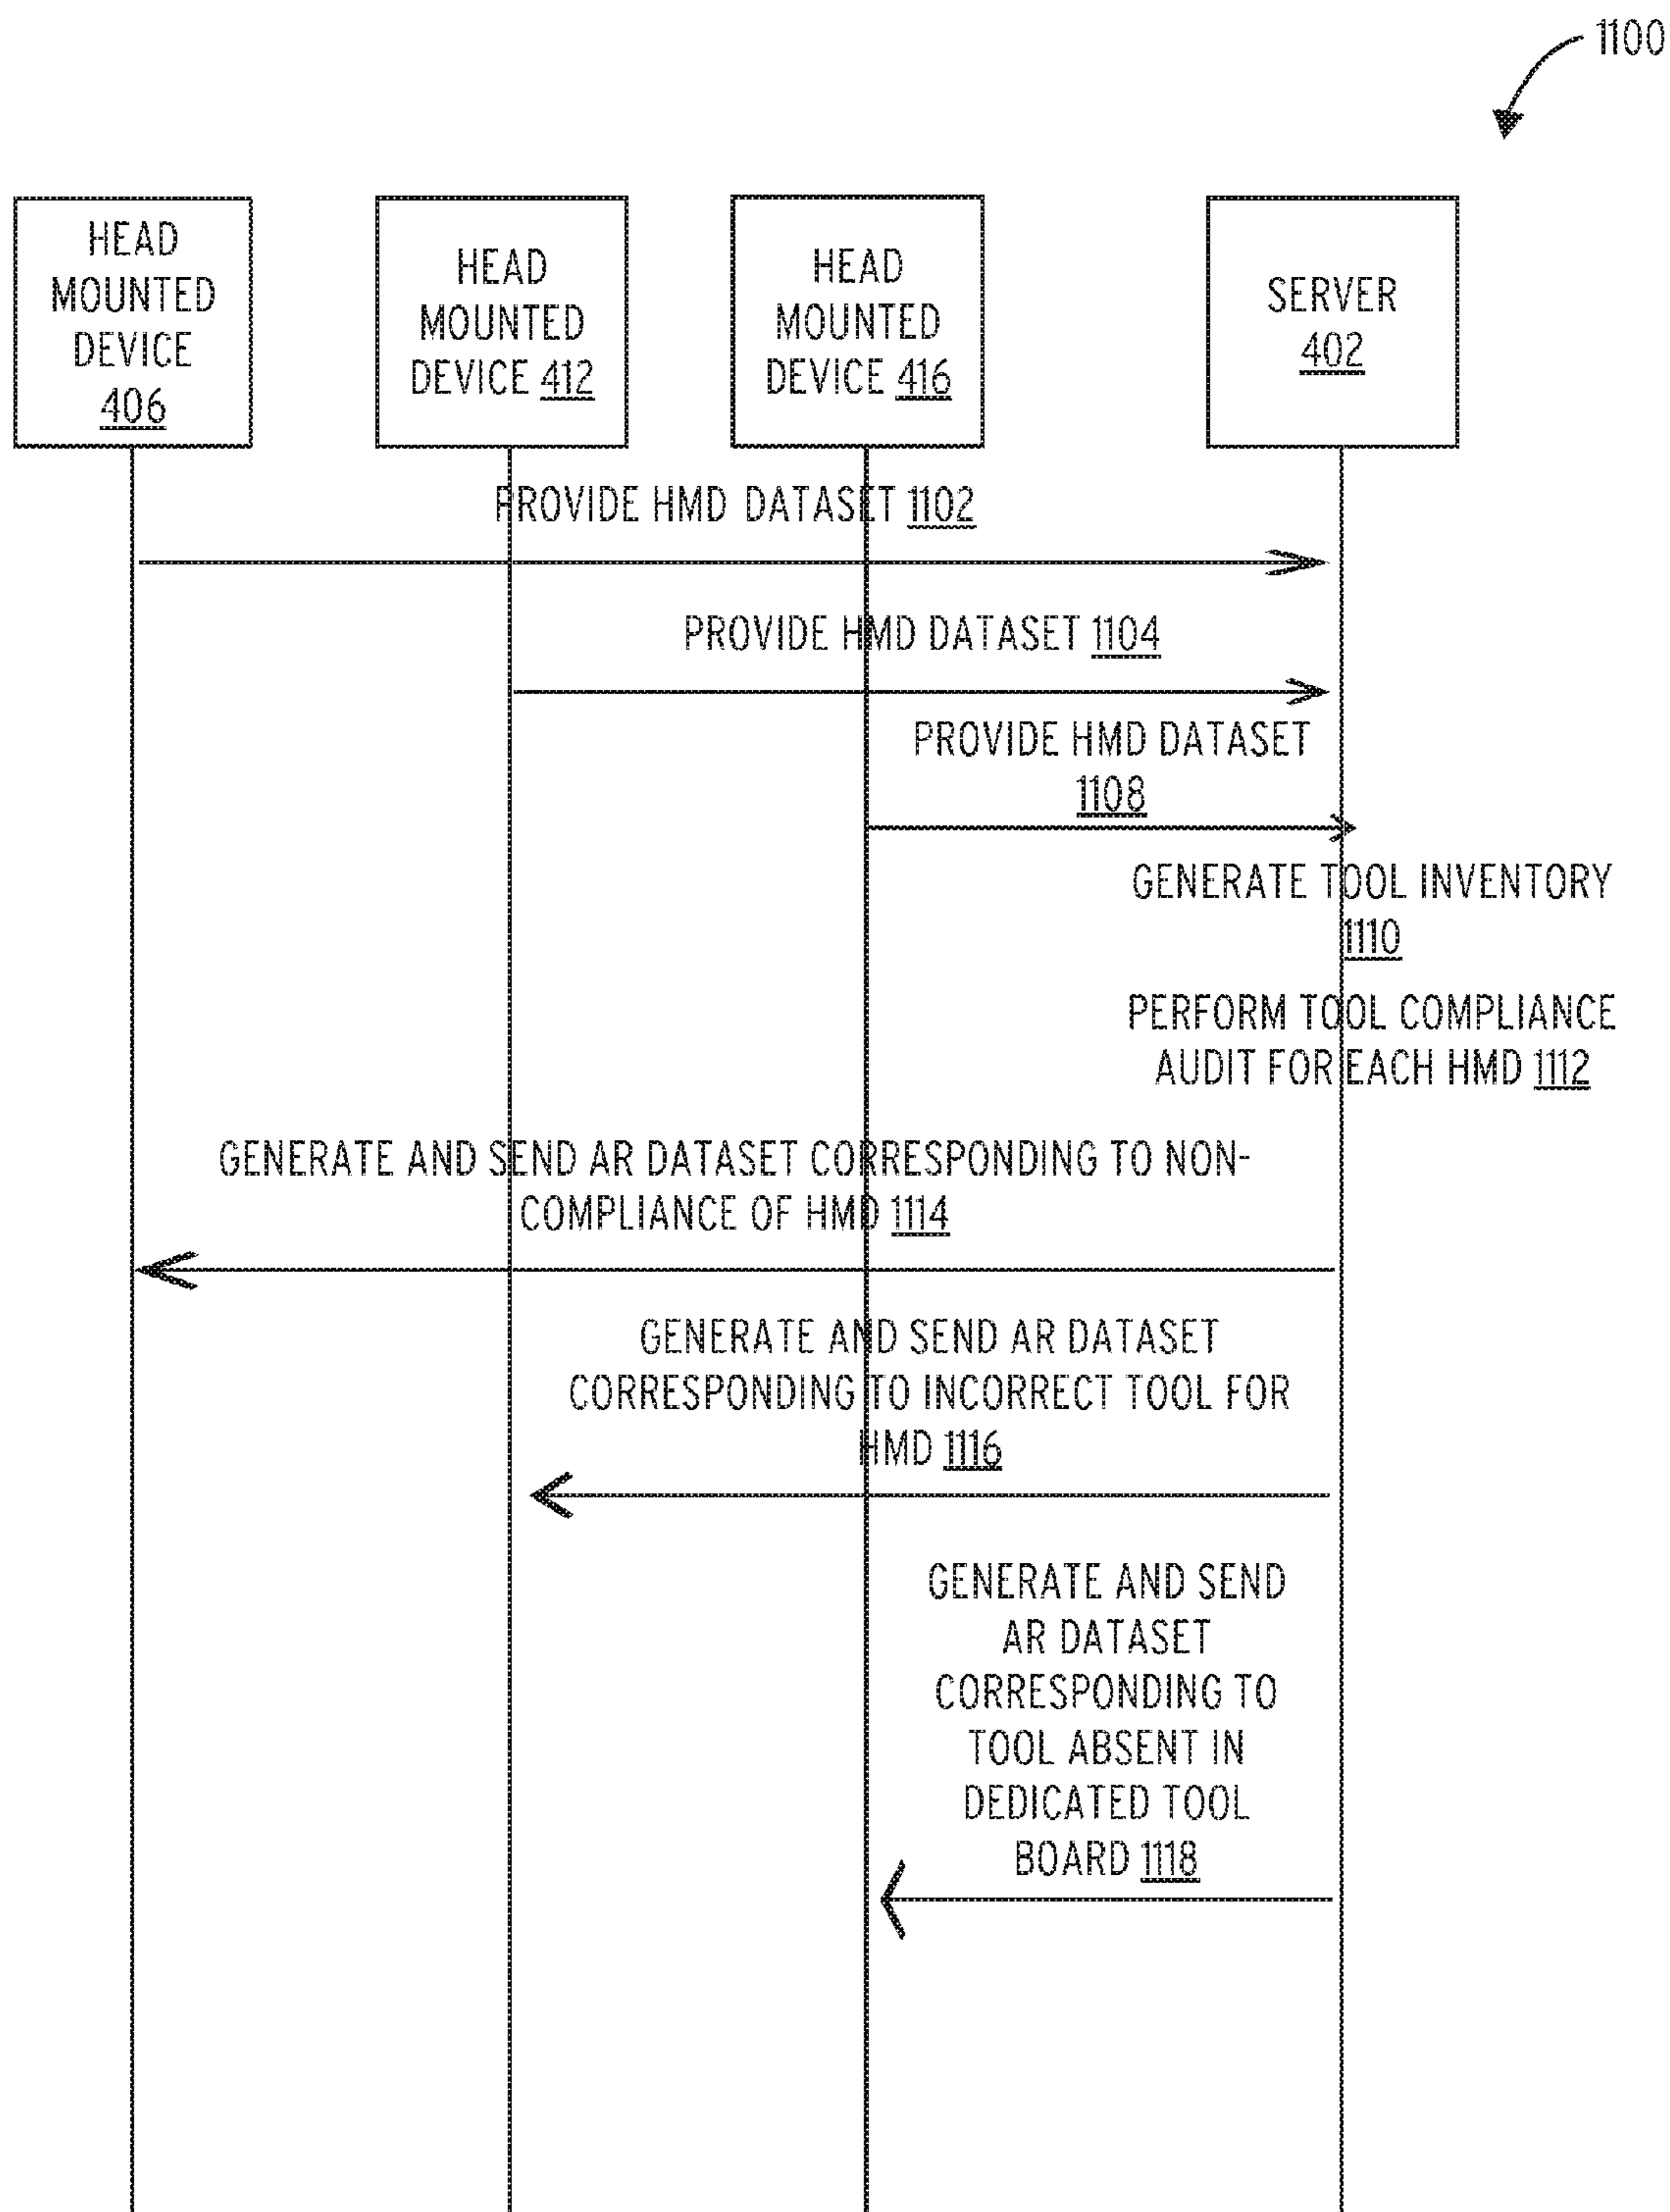 1100
HEAD
MOUNTED
DEVICE
406
HEAD
MOUNTED
DEVICE 412
HEAD
MOUNTED
DEVICE 416
SERVER
402
PROVIDE HMD DATASET 1102
PROVIDE HMD DATASET 1104
PROVIDE HMD DATASET
1108
GENERATE TOOL INVENTORY
1110
PERFORM TOOL COMPLIANCE
AUDIT FOR EACH HMD 1112
GENERATE AND SEND AR DATASET CORRESPONDING TO NON-
COMPLIANCE OF HMD 1114
GENERATE AND SEND AR DATASET
CORRESPONDING TO INCORRECT TOOL FOR
HMD 1116
GENERATE AND SEND
AR DATASET
CORRESPONDING TO
TOOL ABSENT IN
DEDICATED TOOL
BOARD 1118